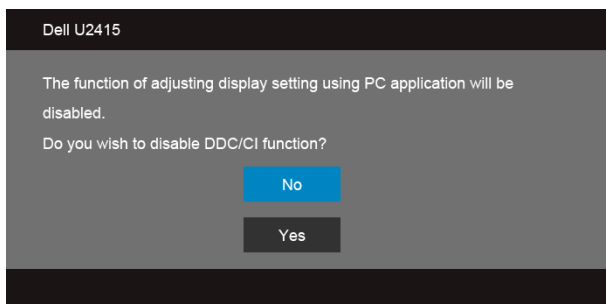 Dell U2415
The function of adjusting display setting using PC application will be
disabled.
Do you wish to disable DDC/CI function?
No
Yes